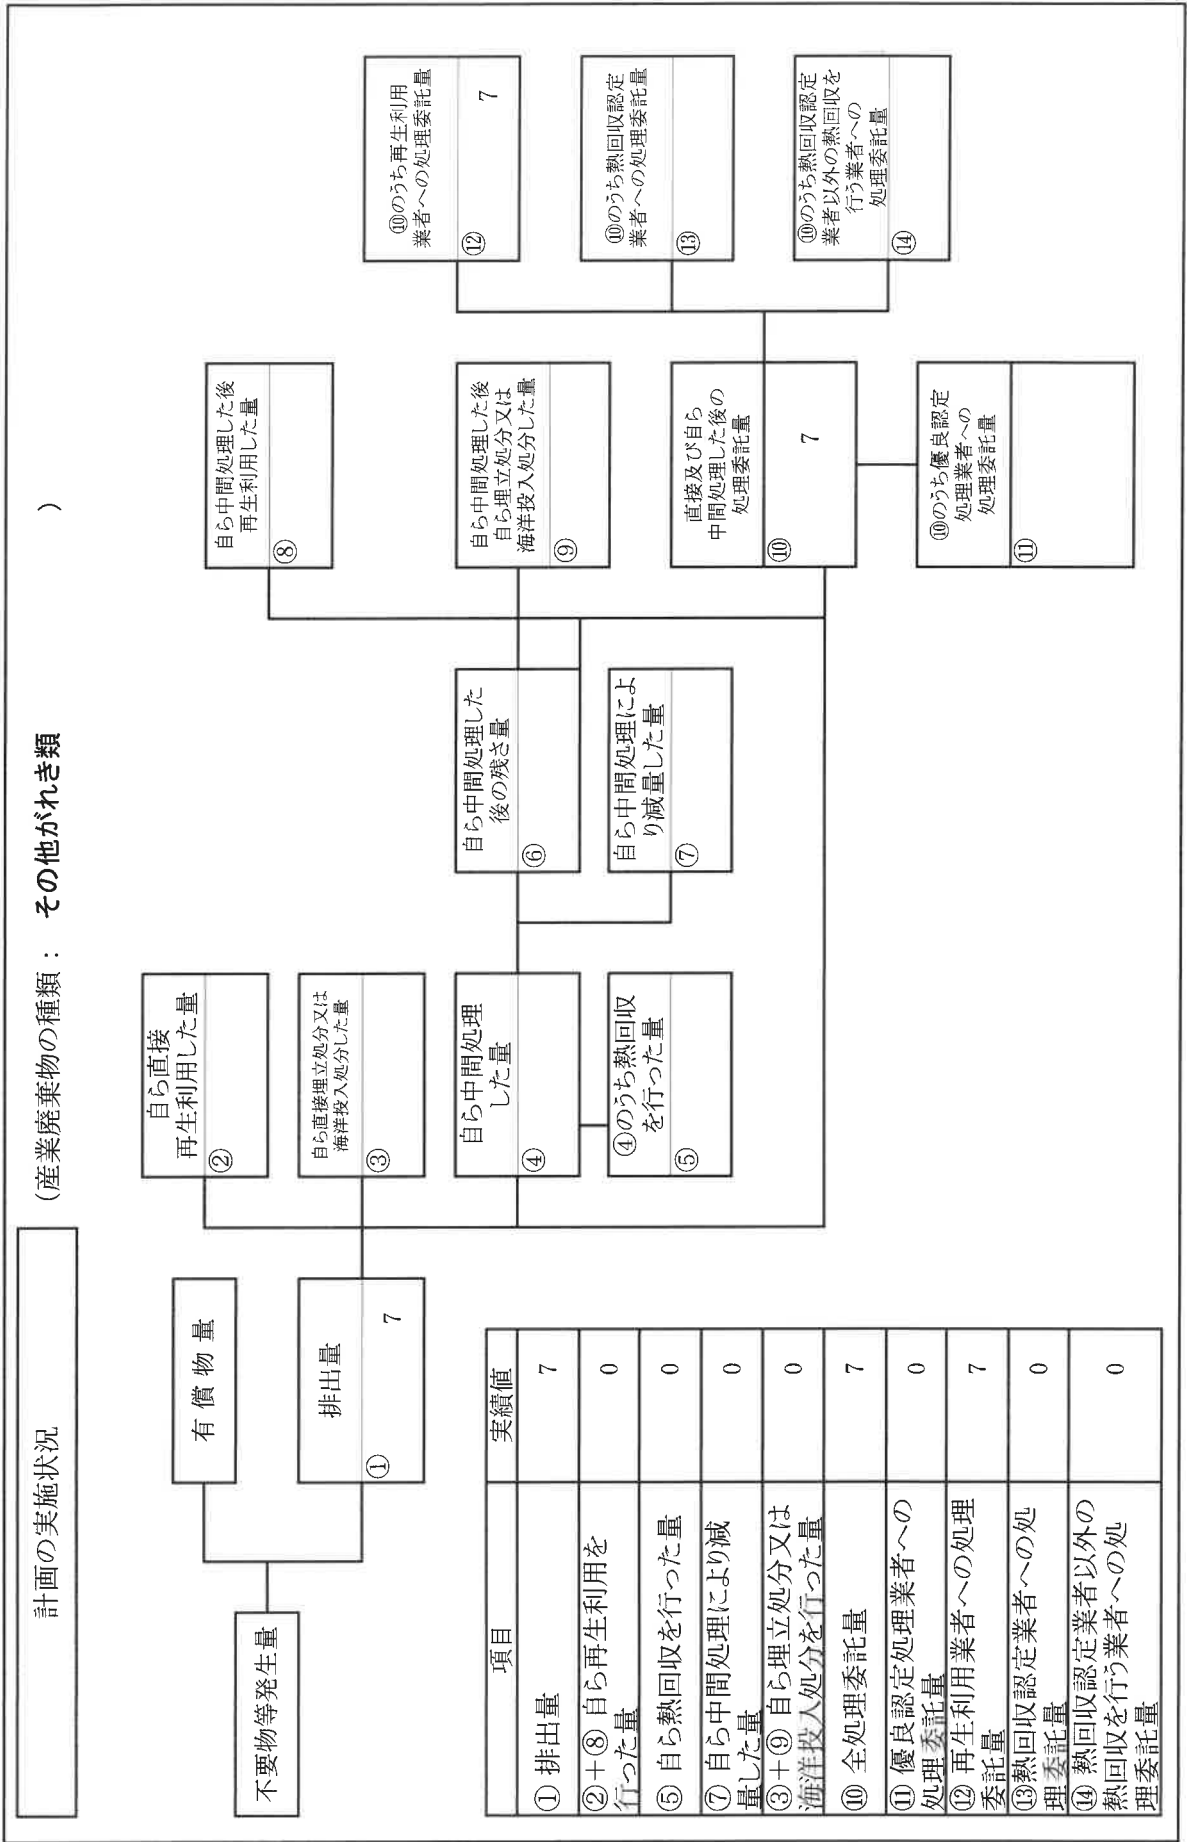 計画の実施状況
(産業廃棄物の種類： その他がれき類 )
不要物等発生量
有償物量
排出量
① 7
自ら直接
再生利用した量
②
自ら直接埋立処分又は
海洋投入処分した量
③
自ら中間処理
した量
④
④のうち熱回収
を行った量
⑤
自ら中間処理した
後の残さ量
⑥
自ら中間処理によ
り減量した量
⑦
自ら中間処理した後
再生利用した量
⑧
自ら中間処理した後
自ら埋立処分又は
海洋投入処分した量
⑨
直接及び自ら
中間処理した後の
処理委託量
⑩ 7
⑩のうち優良認定
処理業者への
処理委託量
⑪
⑩のうち再生利用
業者への処理委託量
⑫ 7
⑩のうち熱回収認定
業者への処理委託量
⑬
⑩のうち熱回収認定
業者以外の熱回収を
行う業者への
処理委託量
⑭
項目 実績値
① 排出量 7
②＋⑧ 自ら再生利用を
行った量 0
⑤ 自ら熱回収を行った量 0
⑦ 自ら中間処理により減
量した量 0
③＋⑨ 自ら埋立処分又は
海洋投入処分を行った量 0
⑩ 全処理委託量 7
⑪ 優良認定処理業者への
処理委託量 0
⑫ 再生利用業者への処理
委託量 7
⑬熱回収認定業者への処
理委託量 0
⑭ 熱回収認定業者以外の
熱回収を行う業者への処
理委託量 0